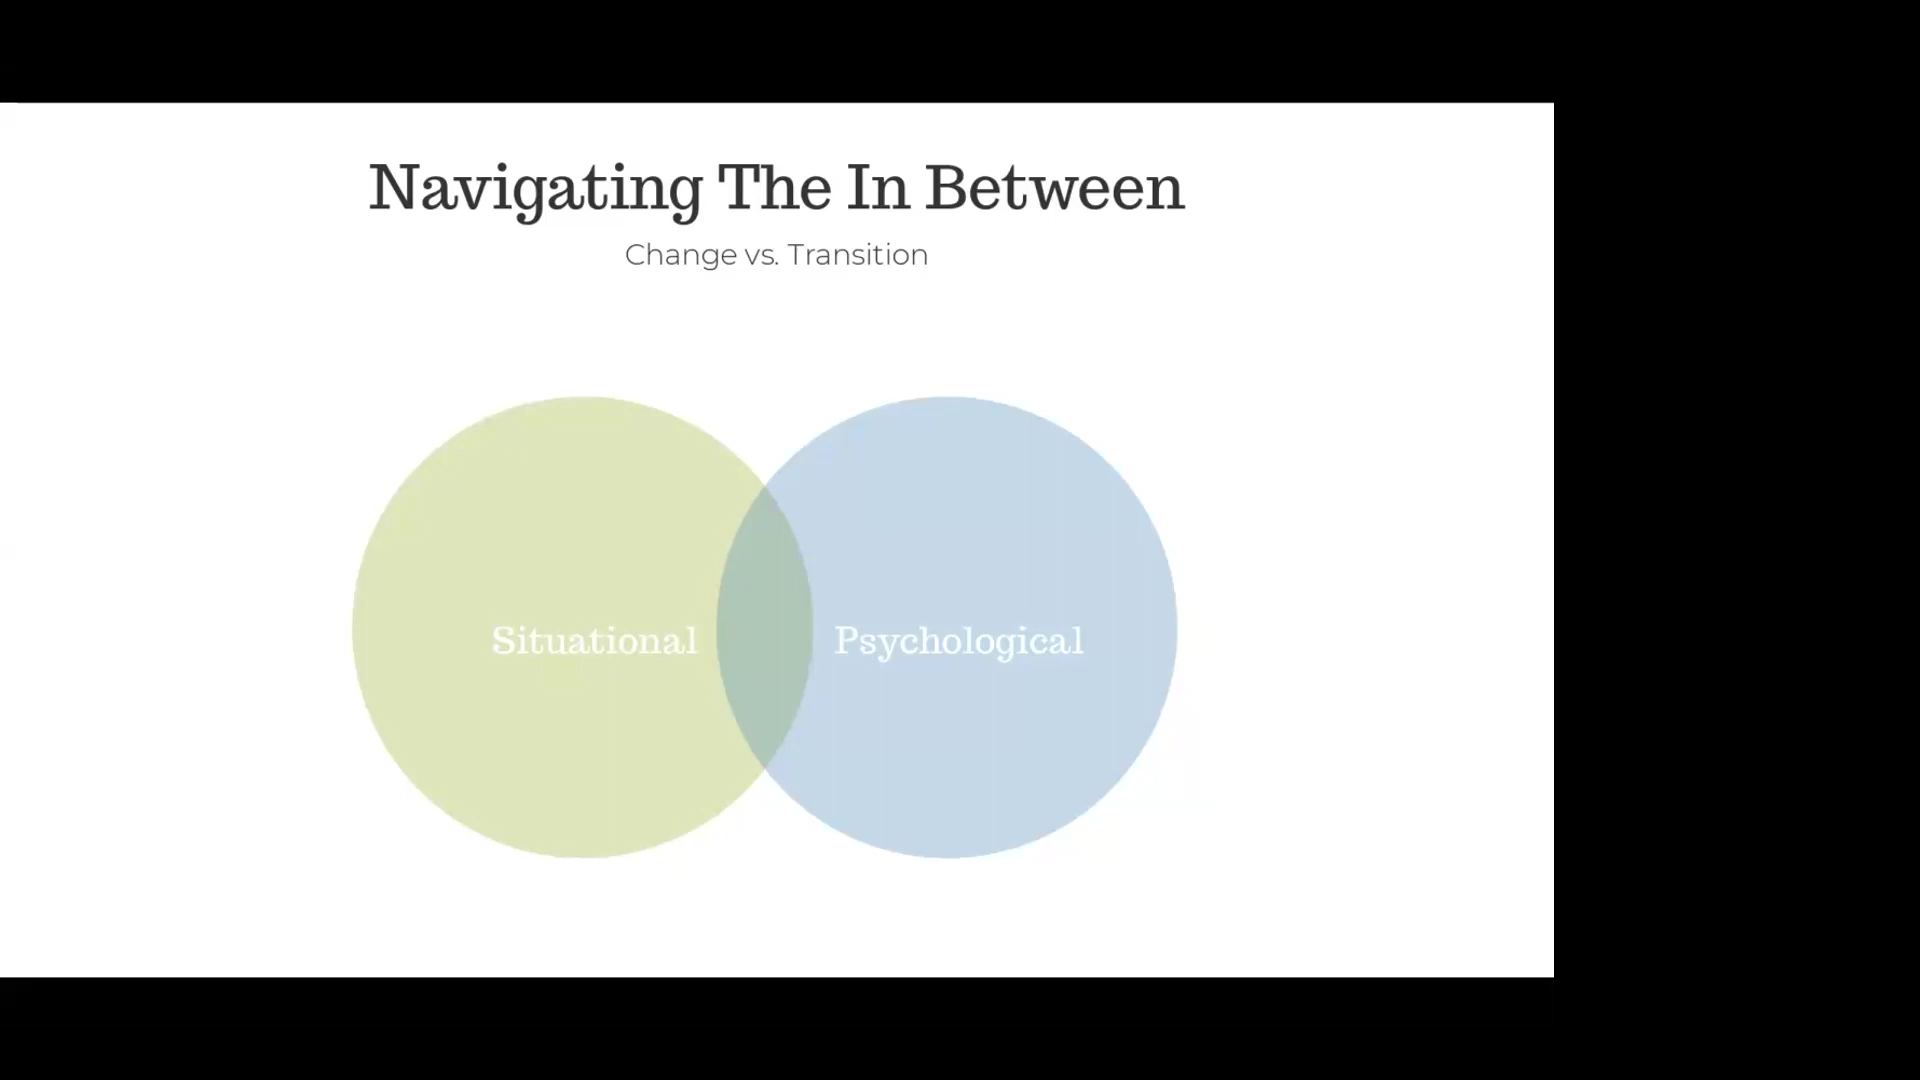 Navigating The In Between
Change vs. Transition
Situational
Psychological